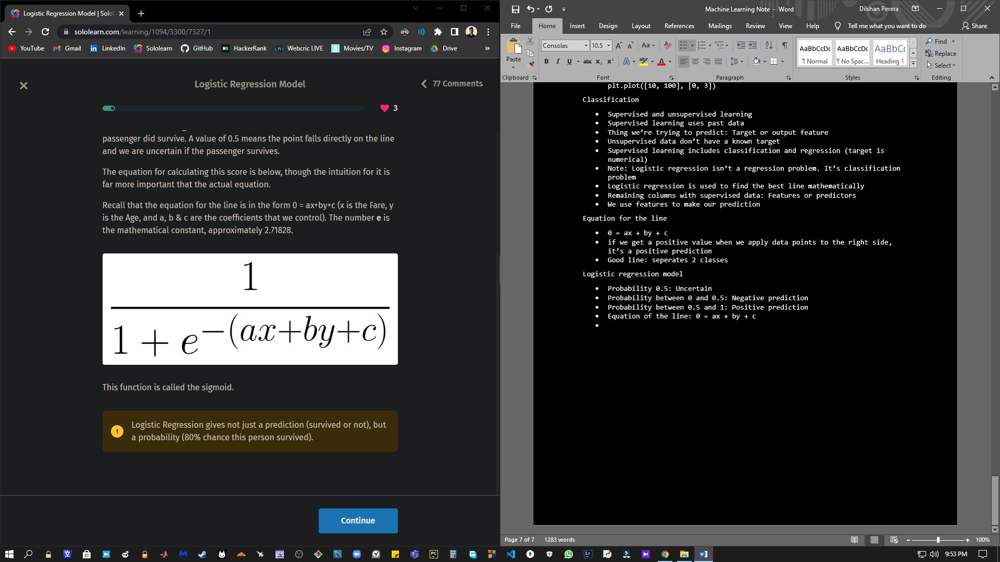 Logistic Regression Model | Solol
sololearn.com/learning/1094/3300/7327/1
YouTube Gmail LinkedIn Sololearn GitHub HackerRank Webcric LIVE Movies/TV Instagram Drive »
Logistic Regression Model
77 Comments
3
passenger did survive. A value of 0.5 means the point falls directly on the line
and we are uncertain if the passenger survives.
The equation for calculating this score is below, though the intuition for it is
far more important that the actual equation.
Recall that the equation for the line is in the form 0 = ax+by+c (x is the Fare, y
is the Age, and a, b & c are the coefficients that we control). The number e is
the mathematical constant, approximately 2.71828.
1
1 + e^-(ax+by+c)
This function is called the sigmoid.
Logistic Regression gives not just a prediction (survived or not), but
a probability (80% chance this person survived).
Continue
Machine Learning Note - Word
Dilshan Perera
File Home Insert Design Layout References Mailings Review View Help Tell me what you want to do Share
Paste
Consolas 10.5 Aa
B I U abc x₂ x² A ab A
AaBbCcDc AaBbCcDc AaBbC
¶ Normal ¶ No Spac... Heading 1
Find
Replace
Select
Clipboard Font Paragraph Styles Editing
plt.plot([10, 100], [0, 3])
Classification
• Supervised and unsupervised learning
• Supervised learning uses past data
• Thing we’re trying to predict: Target or output feature
• Unsupervised data don’t have a known target
• Supervised learning includes classification and regression (target is
numerical)
• Note: Logistic regression isn’t a regression problem. It’s classification
problem
• Logistic regression is used to find the best line mathematically
• Remaining columns with supervised data: Features or predictors
• We use features to make our prediction
Equation for the line
• 0 = ax + by + c
• if we get a positive value when we apply data points to the right side,
it’s a positive prediction
• Good line: seperates 2 classes
Logistic regression model
• Probability 0.5: Uncertain
• Probability between 0 and 0.5: Negative prediction
• Probability between 0.5 and 1: Positive prediction
• Equation of the line: 0 = ax + by + c
•
Page 7 of 7 1283 words
100%
9:53 PM